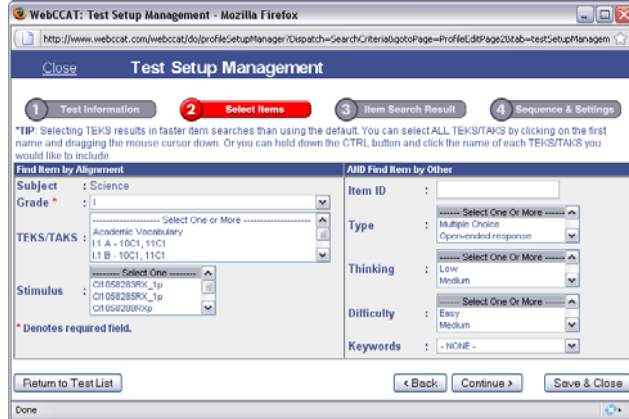 WebCCAT: Test Setup Management - Mozilla Firefox
http://www.webccat.com/webccat/do/profileSetupManager?Dispatch=SearchCriteria&gotoPage=ProfileEditPage2&tab=testSetupManagem
Close
Test Setup Management
1 Test Information
2 Select Items
3 Item Search Result
4 Sequence & Settings
*TIP: Selecting TEKS results in faster item searches than using the default. You can select ALL TEKS/TAKS by clicking on the first
name and dragging the mouse cursor down. Or you can hold down the CTRL button and click the name of each TEKS/TAKS you
would like to include.
Find Item by Alignment
Subject : Science
Grade * : I
TEKS/TAKS :
-------------------- Select One or More --------------------
Academic Vocabulary
I.1 A - 10C1, 11C1
I.1 B - 10C1, 11C1
Stimulus :
-------- Select One --------
CI1058283RX_1p
CI1058285RX_1p
CI1058288RXp
* Denotes required field.
AND Find Item by Other
Item ID :
Type :
------ Select One Or More ------
Multiple Choice
Open-ended response
Thinking :
------ Select One Or More ------
Low
Medium
Difficulty :
------ Select One Or More ------
Easy
Medium
Keywords : - NONE -
Return to Test List
< Back
Continue >
Save & Close
Done